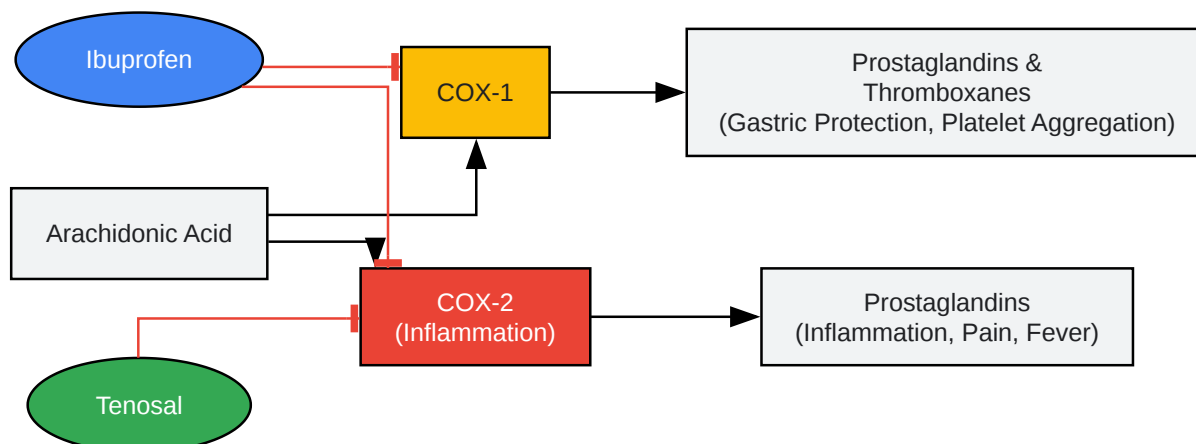 Ibuprofen
COX-1
Prostaglandins &
Thromboxanes
(Gastric Protection, Platelet Aggregation)
Arachidonic Acid
COX-2
(Inflammation)
Prostaglandins
(Inflammation, Pain, Fever)
Tenosal